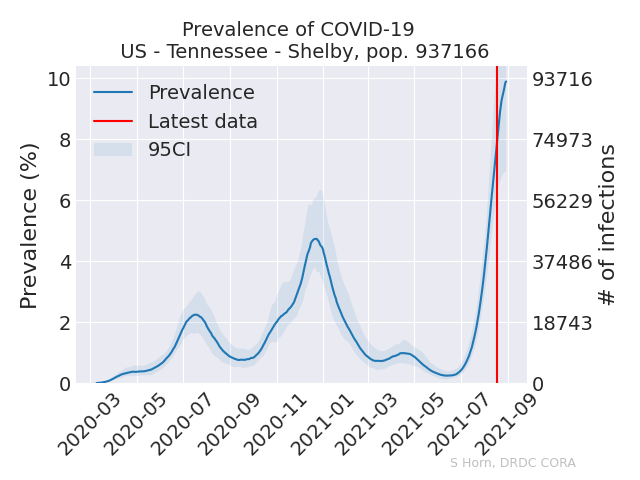 Prevalence of COVID-19
US - Tennessee - Shelby, pop. 937166
Prevalence
Latest data
95CI
Prevalence (%)
10
8
6
4
2
0
93716
74973
56229
37486
18743
0
# of infections
2020-03
2020-05
2020-07
2020-09
2020-11
2021-01
2021-03
2021-05
2021-07
2021-09
S Horn, DRDC CORA